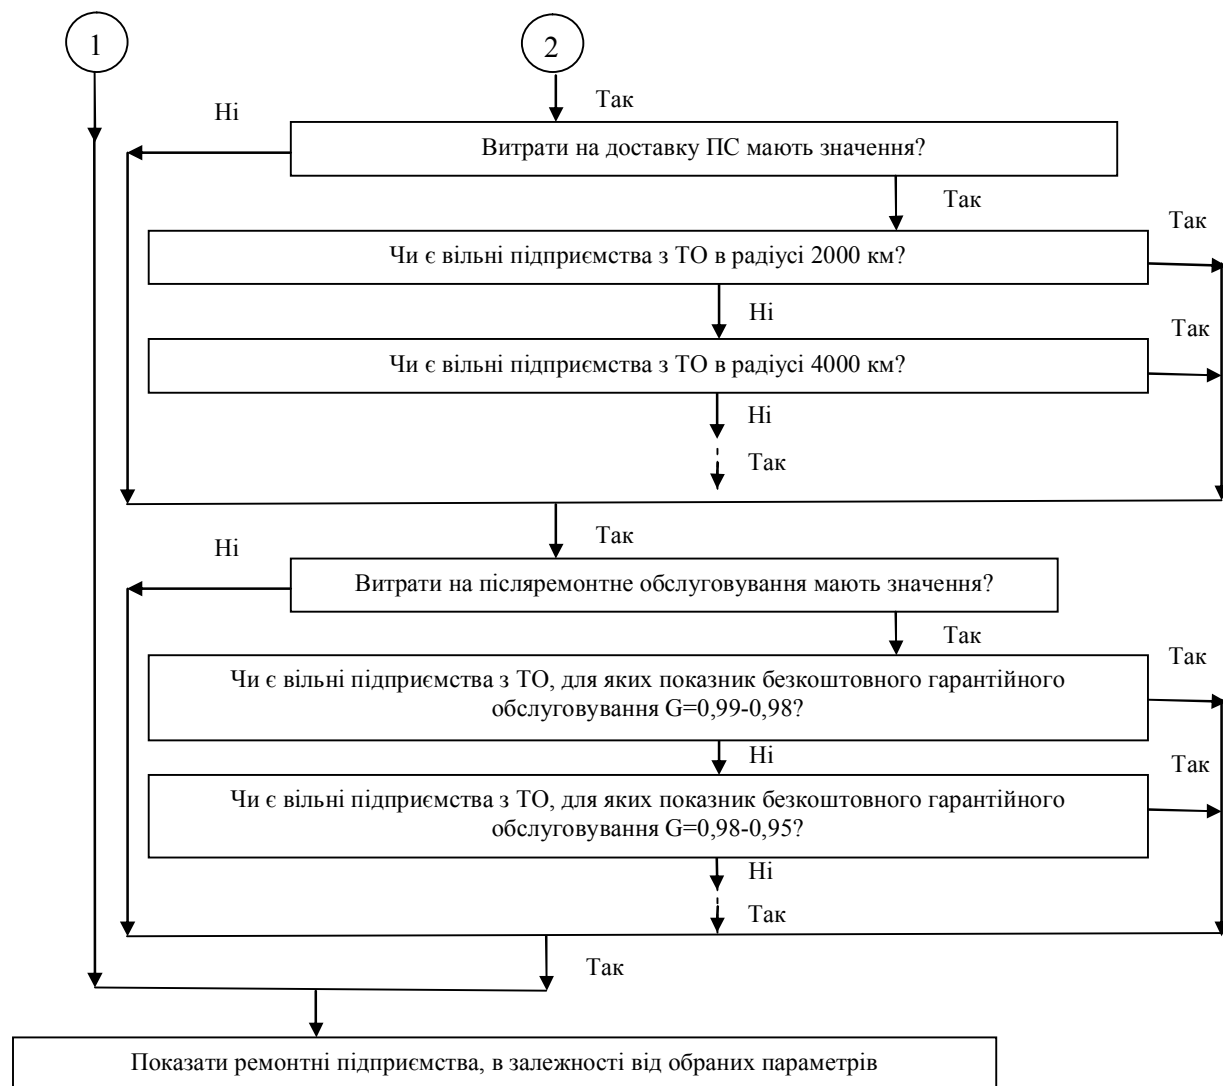 1
2
Ні
Так
Витрати на доставку ПС мають значення?
Так
Так
Чи є вільні підприємства з ТО в радіусі 2000 км?
Ні
Так
Чи є вільні підприємства з ТО в радіусі 4000 км?
Ні
Так
Так
Ні
Витрати на післяремонтне обслуговування мають значення?
Так
Так
Чи є вільні підприємства з ТО, для яких показник безкоштовного гарантійного
обслуговування G=0,99-0,98?
Ні
Так
Чи є вільні підприємства з ТО, для яких показник безкоштовного гарантійного
обслуговування G=0,98-0,95?
Ні
Так
Так
Показати ремонтні підприємства, в залежності від обраних параметрів